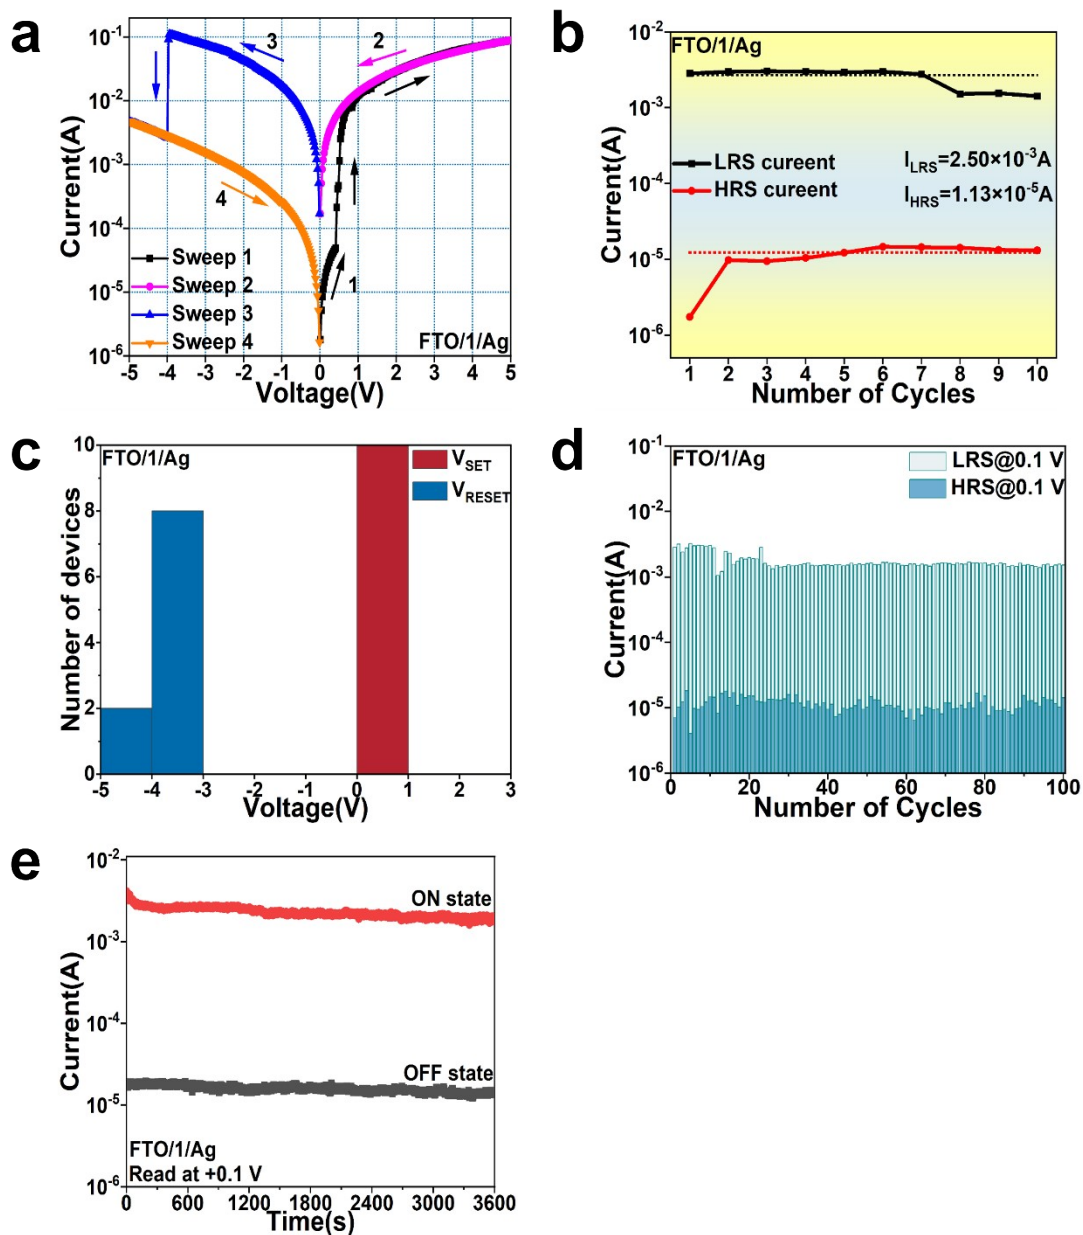 a
Current(A)
10⁻¹
10⁻²
10⁻³
10⁻⁴
10⁻⁵
10⁻⁶
3
2
4
1
Sweep 1
Sweep 2
Sweep 3
Sweep 4
FTO/1/Ag
-5 -4 -3 -2 -1 0 1 2 3 4 5
Voltage(V)
b
Current(A)
10⁻²
10⁻³
10⁻⁴
10⁻⁵
10⁻⁶
FTO/1/Ag
LRS cureent
HRS cureent
I_LRS=2.50×10⁻³A
I_HRS=1.13×10⁻⁵A
1 2 3 4 5 6 7 8 9 10
Number of Cycles
c
Number of devices
10
8
6
4
2
0
FTO/1/Ag
V_SET
V_RESET
-5 -4 -3 -2 -1 0 1 2 3
Voltage(V)
d
Current(A)
10⁻¹
10⁻²
10⁻³
10⁻⁴
10⁻⁵
10⁻⁶
FTO/1/Ag
LRS@0.1 V
HRS@0.1 V
0 20 40 60 80 100
Number of Cycles
e
Current(A)
10⁻²
10⁻³
10⁻⁴
10⁻⁵
10⁻⁶
ON state
OFF state
FTO/1/Ag
Read at +0.1 V
0 600 1200 1800 2400 3000 3600
Time(s)